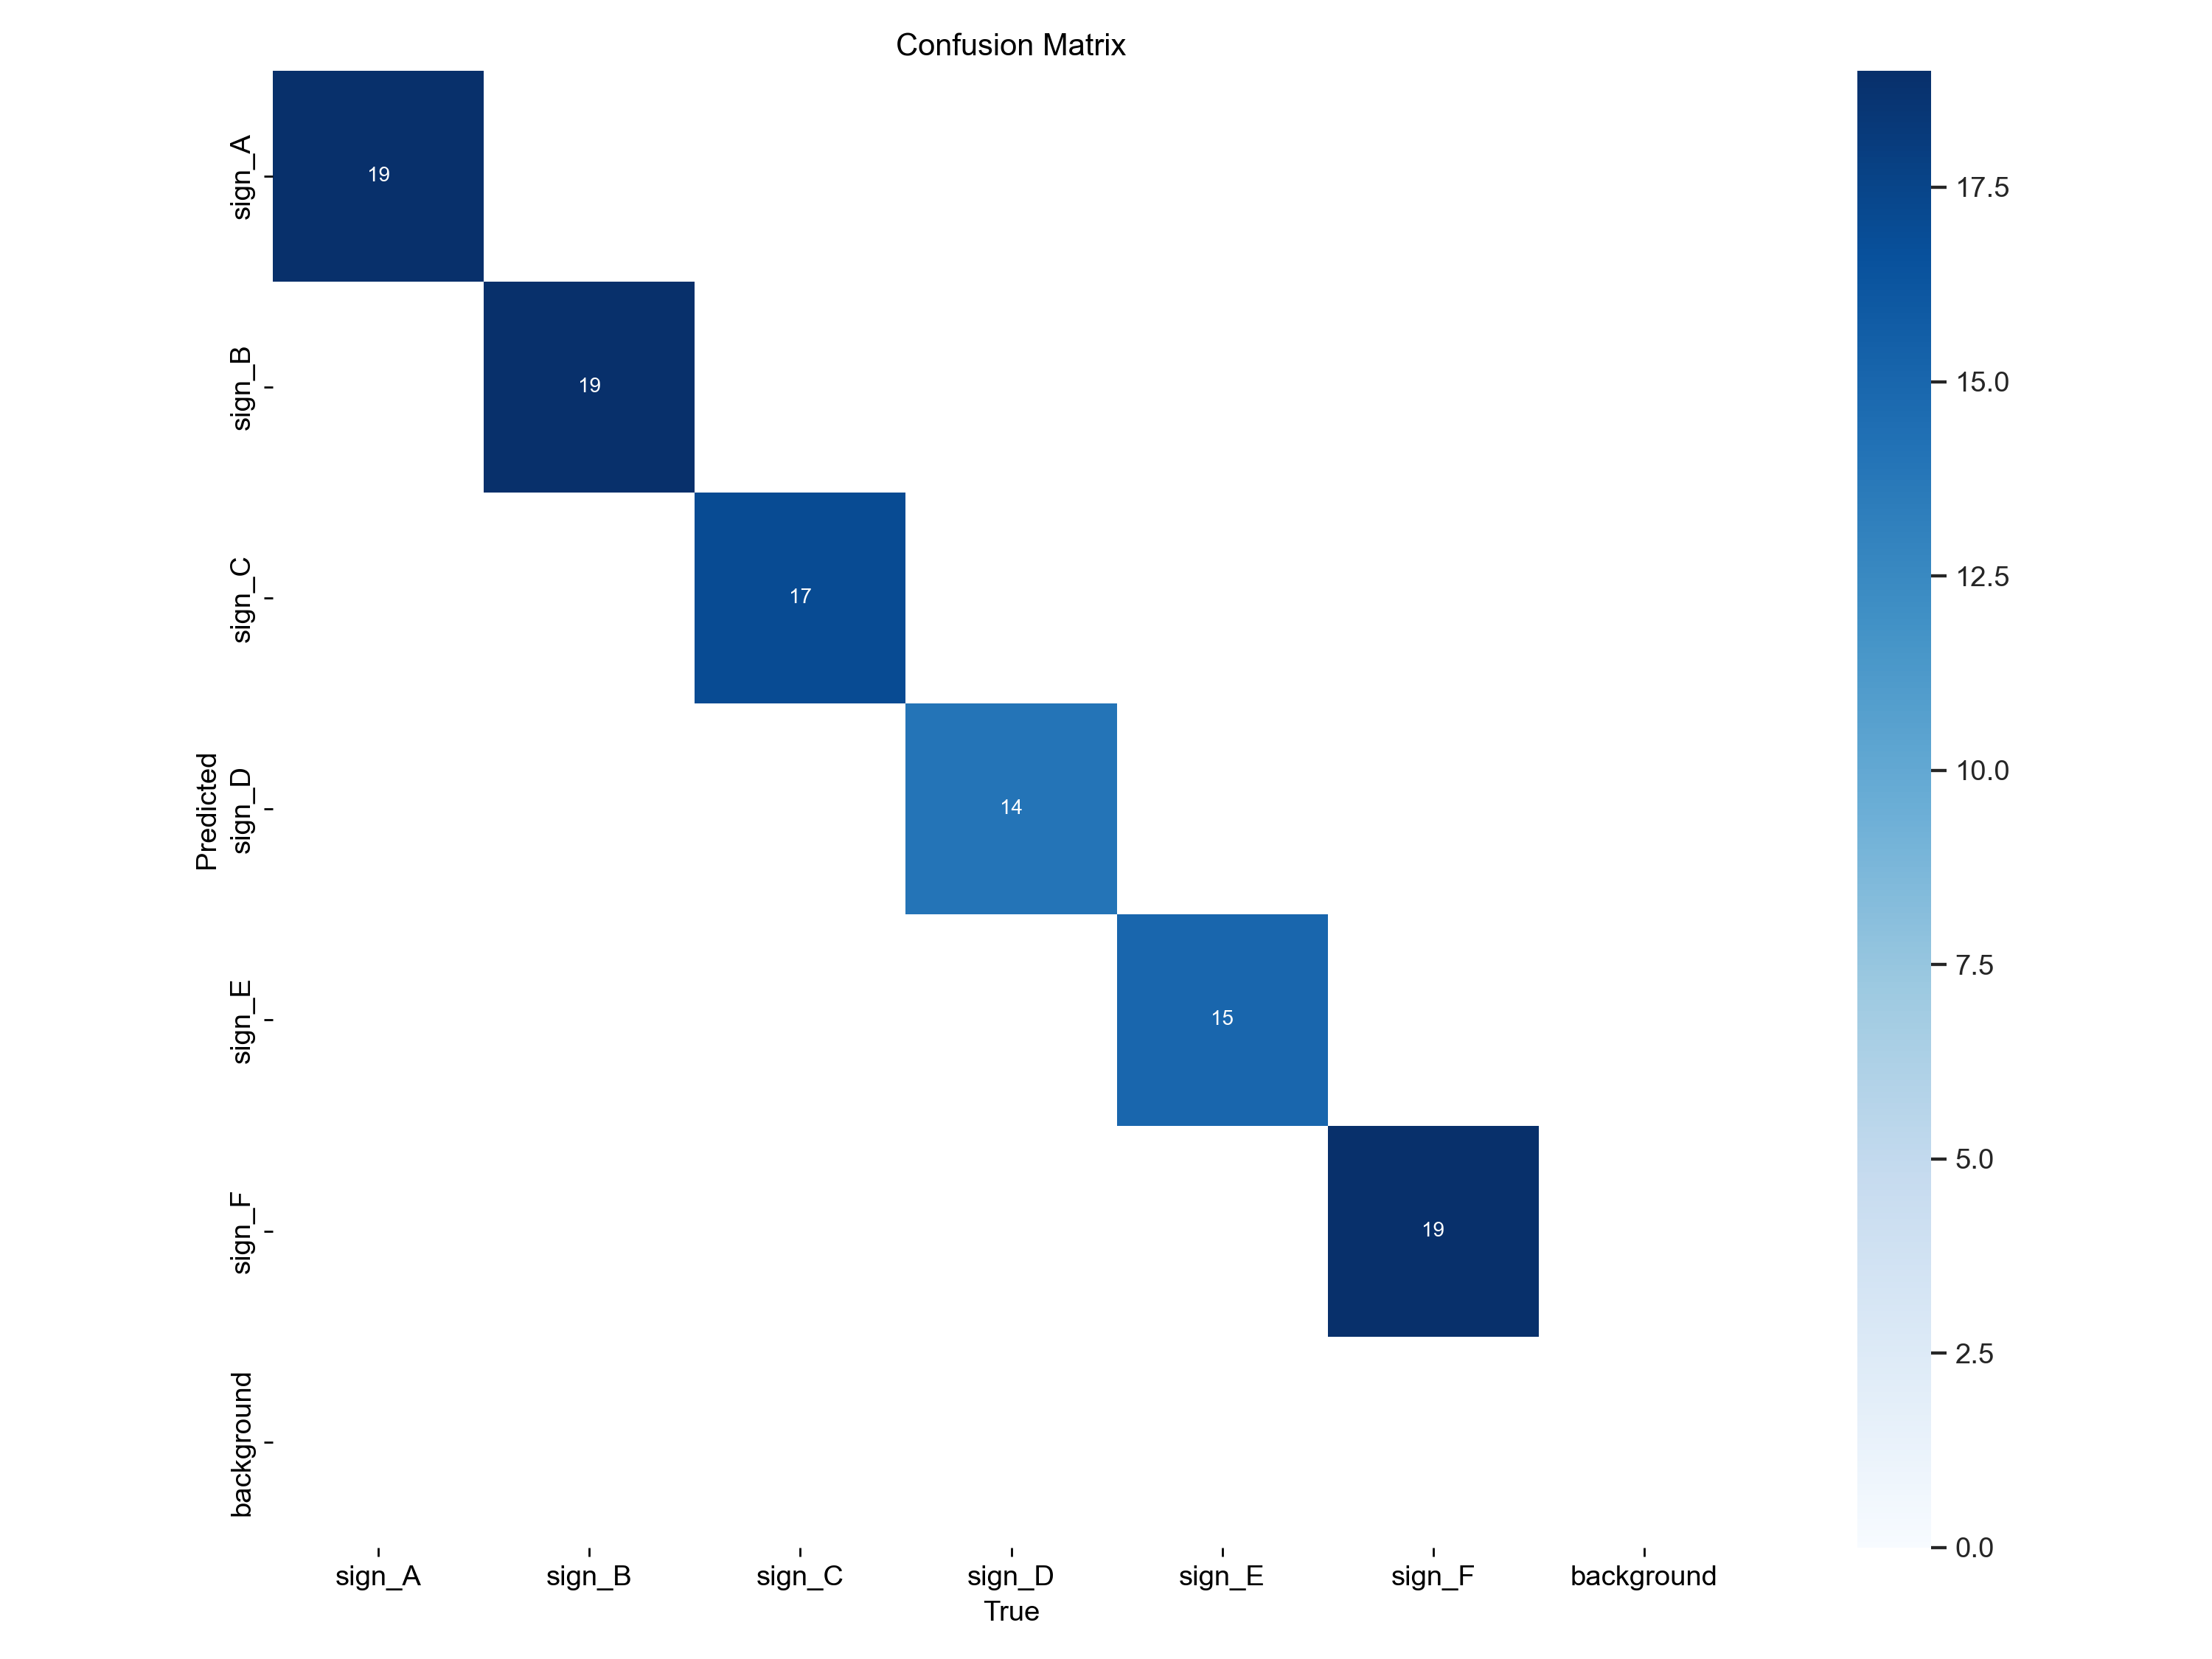 Confusion Matrix
sign_A
19
17.5
sign_B
19
15.0
sign_C
17
12.5
Predicted
sign_D
14
10.0
sign_E
15
7.5
5.0
sign_F
19
2.5
background
0.0
sign_A sign_B sign_C sign_D sign_E sign_F background
True